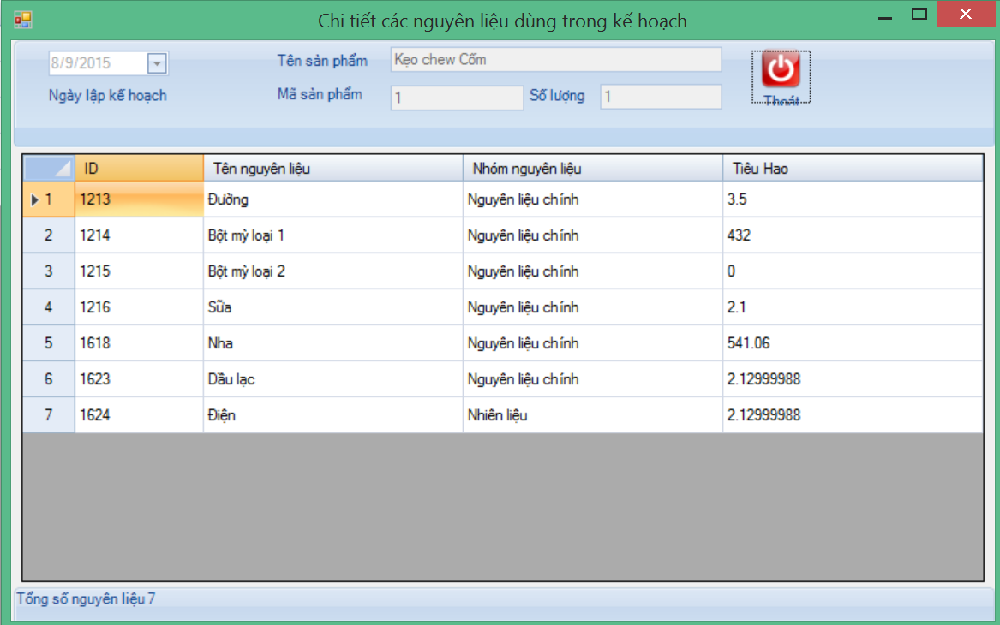 Chi tiết các nguyên liệu dùng trong kế hoạch
8/9/2015 Tên sản phẩm Kẹo chew Cốm
Ngày lập kế hoạch Mã sản phẩm 1 Số lượng 1 Thoát
ID Tên nguyên liệu Nhóm nguyên liệu Tiêu Hao
1 1213 Đường Nguyên liệu chính 3.5
2 1214 Bột mỳ loại 1 Nguyên liệu chính 432
3 1215 Bột mỳ loại 2 Nguyên liệu chính 0
4 1216 Sữa Nguyên liệu chính 2.1
5 1618 Nha Nguyên liệu chính 541.06
6 1623 Dầu lạc Nguyên liệu chính 2.12999988
7 1624 Điện Nhiên liệu 2.12999988
Tổng số nguyên liệu 7